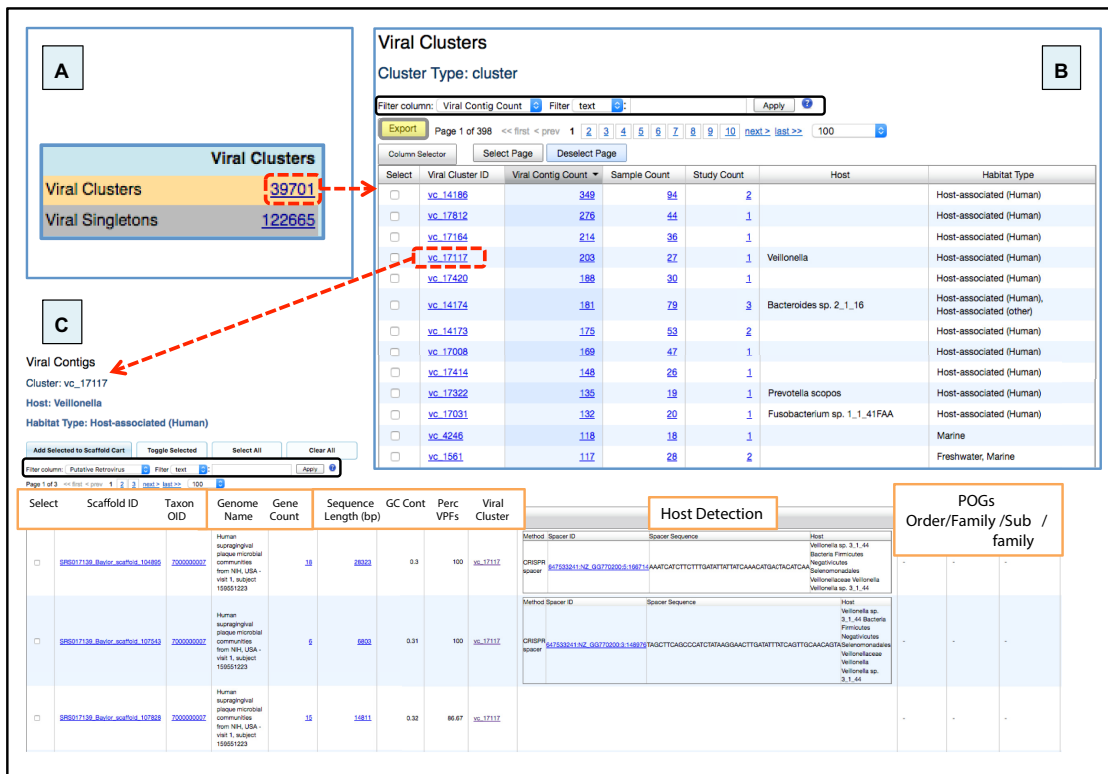 A
Viral Clusters
Viral Clusters 39701
Viral Singletons 122665
B
Viral Clusters
Cluster Type: cluster
Filter column: Viral Contig Count Filter text : Apply ?
Export Page 1 of 398 << first < prev 1 2 3 4 5 6 7 8 9 10 next > last >> 100
Column Selector Select Page Deselect Page
Select Viral Cluster ID Viral Contig Count Sample Count Study Count Host Habitat Type
vc_14186 349 94 2 Host-associated (Human)
vc_17812 276 44 1 Host-associated (Human)
vc_17164 214 36 1 Host-associated (Human)
vc_17117 203 27 1 Veillonella Host-associated (Human)
vc_17420 188 30 1 Host-associated (Human)
vc_14174 181 79 3 Bacteroides sp. 2_1_16 Host-associated (Human),
Host-associated (other)
vc_14173 175 53 2 Host-associated (Human)
vc_17008 169 47 1 Host-associated (Human)
vc_17414 148 26 1 Host-associated (Human)
vc_17322 135 19 1 Prevotella scopos Host-associated (Human)
vc_17031 132 20 1 Fusobacterium sp. 1_1_41FAA Host-associated (Human)
vc_4246 118 18 1 Marine
vc_1561 117 28 2 Freshwater, Marine
C
Viral Contigs
Cluster: vc_17117
Host: Veillonella
Habitat Type: Host-associated (Human)
Add Selected to Scaffold Cart Toggle Selected Select All Clear All
Filter column: Putative Retrovirus Filter text : Apply ?
Page 1 of 3 << first < prev 1 2 3 next > last >> 100
Select Scaffold ID Taxon OID Genome Name Gene Count Sequence Length (bp) GC Cont Perc VPFs Viral Cluster Host Detection POGs Order/Family /Sub / family
SRS017139_Baylor_scaffold_104895 7000000007
Human
supragingival
plaque microbial
communities
from NIH, USA -
visit 1, subject
159551223
18 28323 0.3 100 vc_17117
Method Spacer ID Spacer Sequence Host
CRISPR spacer 647533241:NZ_GG770200:5:166714 AAATCATCTTCTTTGATATTATTATCAAACATGACTACATCAA
Veillonella sp. 3_1_44
Bacteria Firmicutes
Negativicutes
Selenomonadales
Veillonellaceae Veillonella
Veillonella sp. 3_1_44
- - -
SRS017139_Baylor_scaffold_107543 7000000007
Human
supragingival
plaque microbial
communities
from NIH, USA -
visit 1, subject
159551223
6 6803 0.31 100 vc_17117
Method Spacer ID Spacer Sequence Host
CRISPR spacer 647533241:NZ_GG770200:3:148976 TAGCTTCAGCCCATCTATAAGGAACTTGATATTTATCAGTTGCAACAGTA
Veillonella sp.
3_1_44 Bacteria
Firmicutes
Negativicutes
Selenomonadales
Veillonellaceae
Veillonella
Veillonella sp.
3_1_44
- - -
SRS017139_Baylor_scaffold_107828 7000000007
Human
supragingival
plaque microbial
communities
from NIH, USA -
visit 1, subject
159551223
15 14811 0.32 86.67 vc_17117
- - -